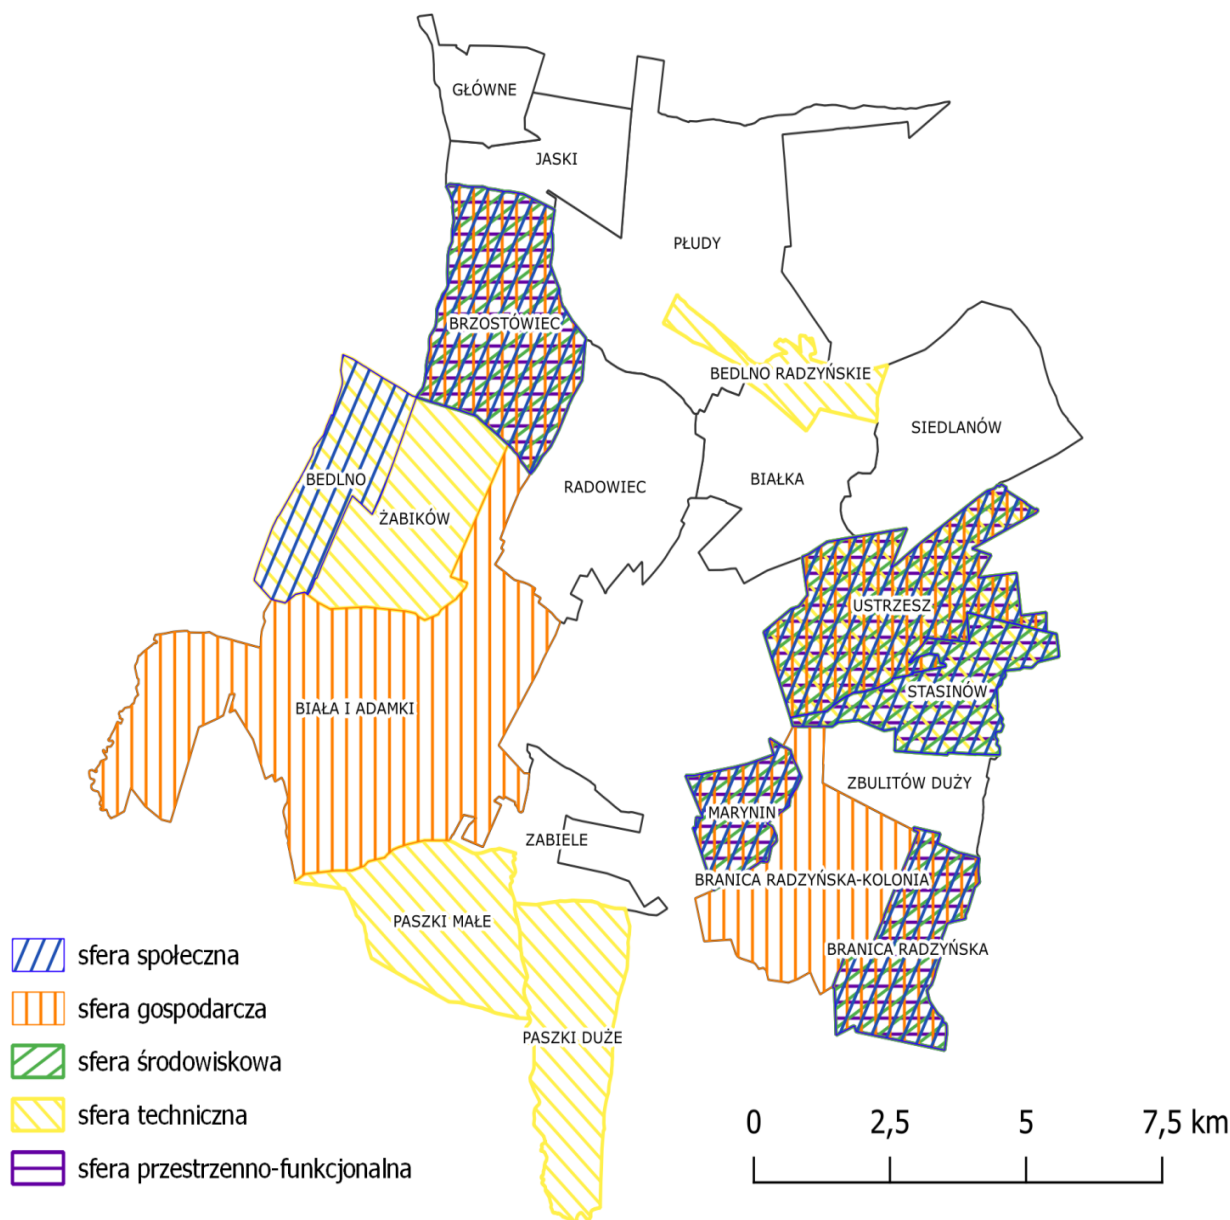 GŁÓWNE
JASKI
PŁUDY
BRZOSTÓWIEC
BEDLNO RADZYŃSKIE
SIEDLANÓW
BEDLNO
RADOWIEC
BIAŁKA
ŻABIKÓW
USTRZESZ
STASINÓW
BIAŁA I ADAMKI
ZBULITÓW DUŻY
MARYNIN
ZABIELE
BRANICA RADZYŃSKA-KOLONIA
PASZKI MAŁE
BRANICA RADZYŃSKA
PASZKI DUŻE
sfera społeczna
sfera gospodarcza
sfera środowiskowa
sfera techniczna
sfera przestrzenno-funkcjonalna
0 2,5 5 7,5 km